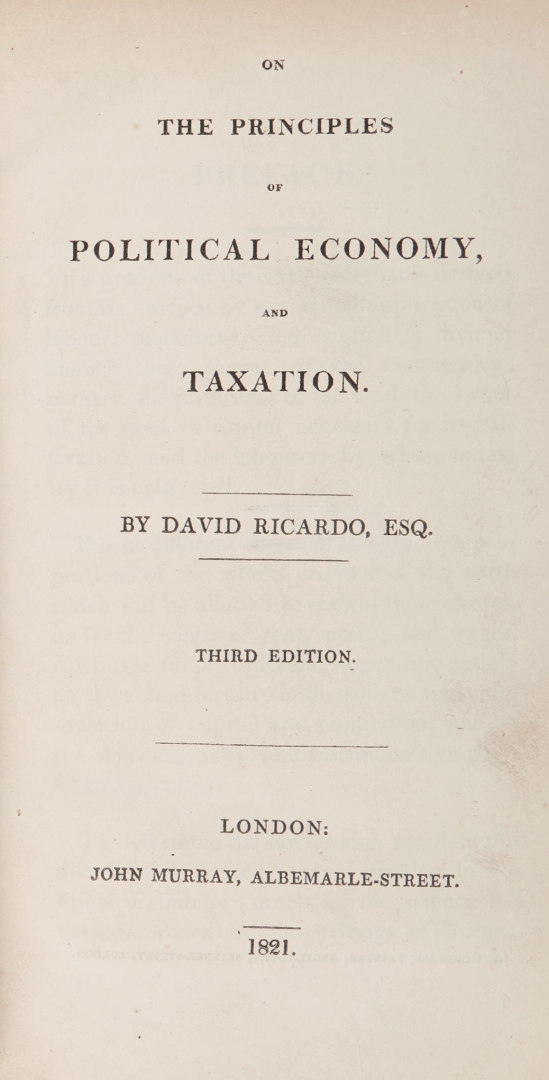 ON
THE PRINCIPLES
OF
POLITICAL ECONOMY,
AND
TAXATION.
BY DAVID RICARDO, ESQ.
THIRD EDITION.
LONDON:
JOHN MURRAY, ALBEMARLE-STREET.
1821.